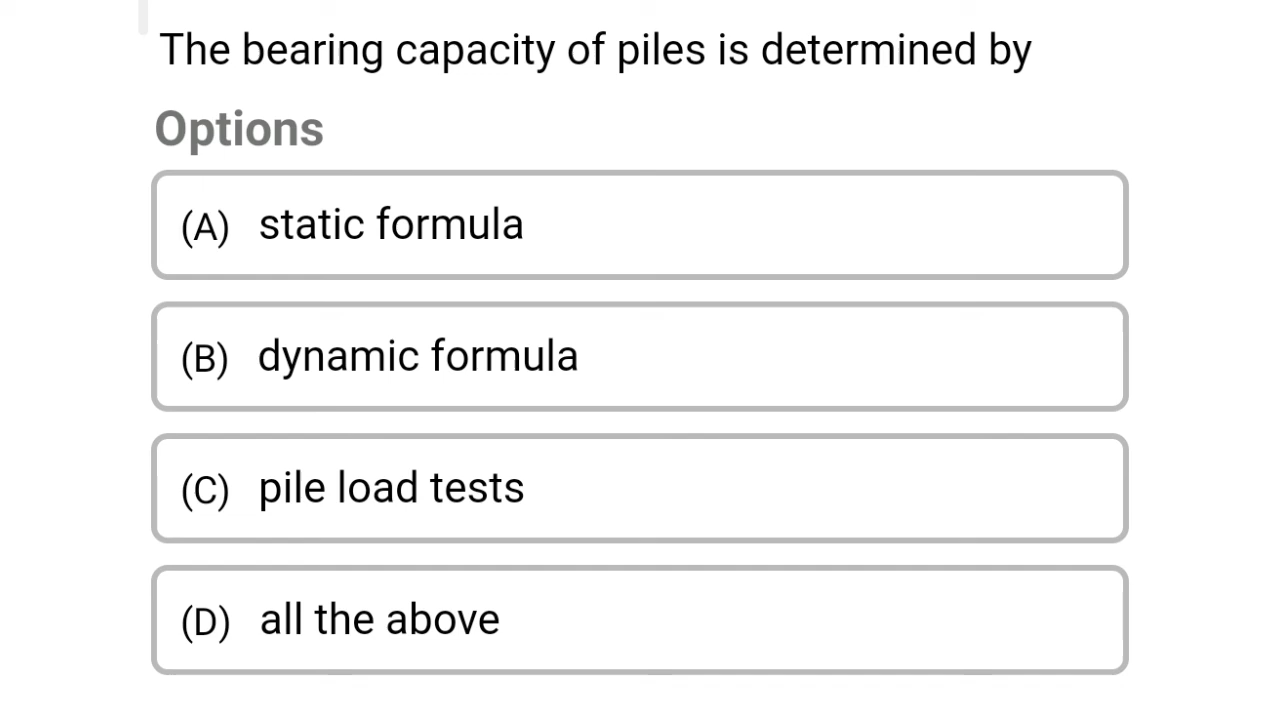 The bearing capacity of piles is determined by
Options
(A) static formula
(B) dynamic formula
(C) pile load tests
(D) all the above